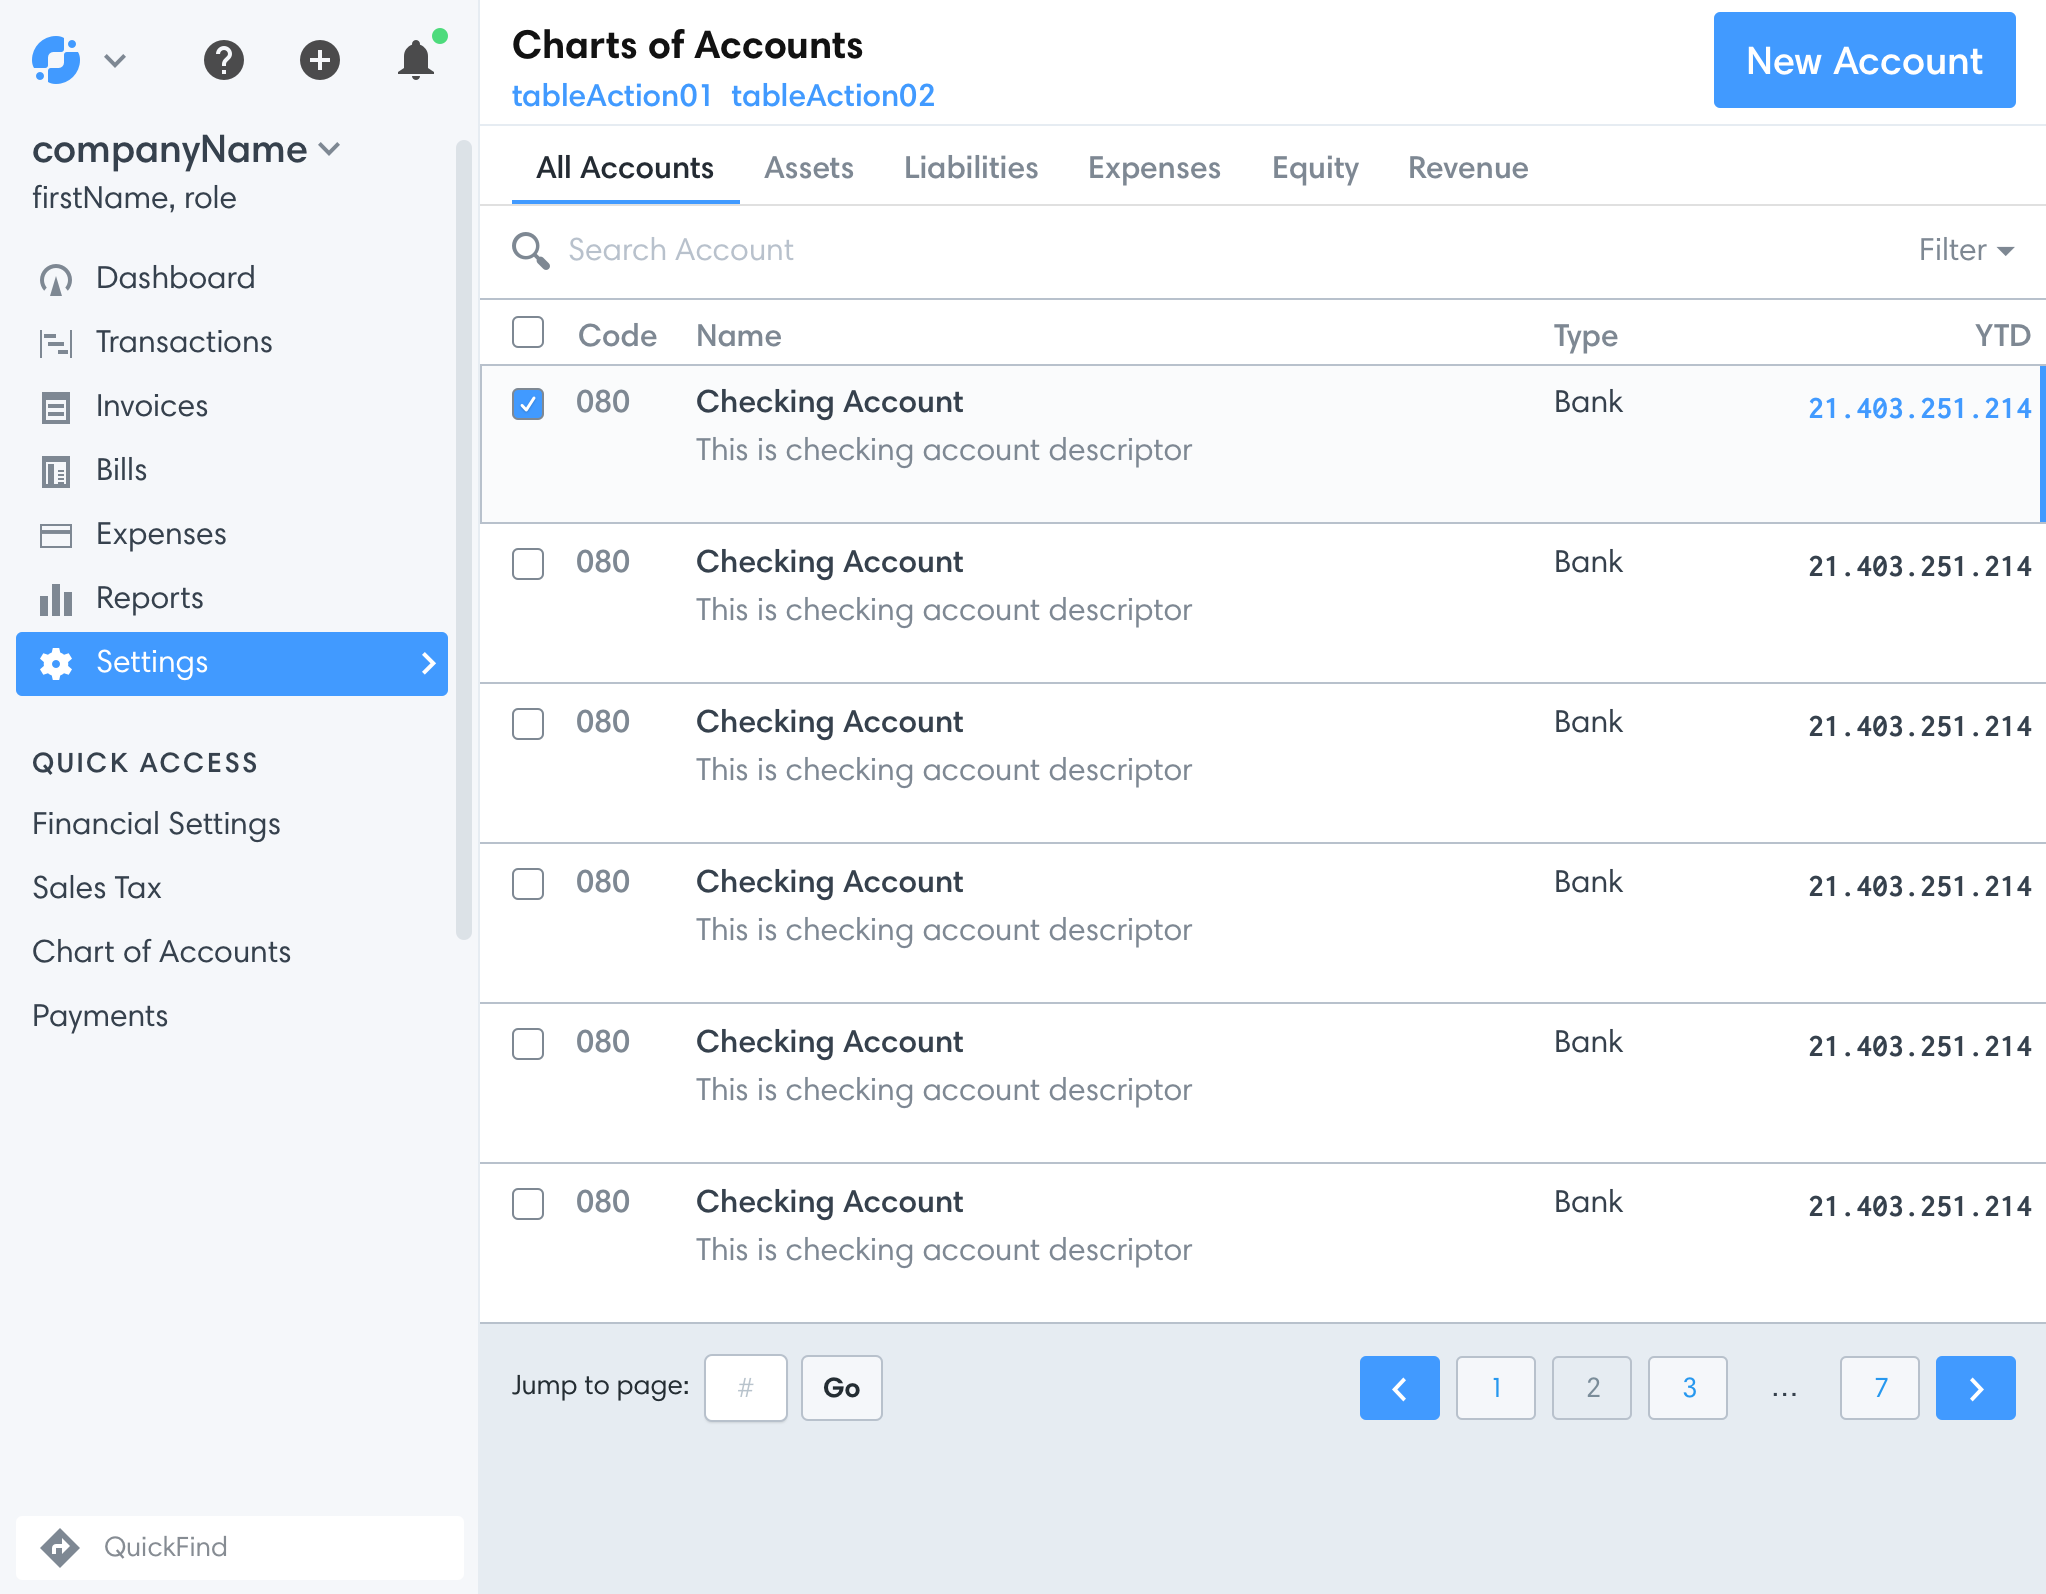 companyName
firstName, role
Dashboard
Transactions
Invoices
Bills
Expenses
Reports
Settings
QUICK ACCESS
Financial Settings
Sales Tax
Chart of Accounts
Payments
QuickFind
Charts of Accounts
tableAction01 tableAction02
New Account
All Accounts Assets Liabilities Expenses Equity Revenue
Search Account Filter
Code Name Type YTD
080 Checking Account Bank 21.403.251.214
This is checking account descriptor
080 Checking Account Bank 21.403.251.214
This is checking account descriptor
080 Checking Account Bank 21.403.251.214
This is checking account descriptor
080 Checking Account Bank 21.403.251.214
This is checking account descriptor
080 Checking Account Bank 21.403.251.214
This is checking account descriptor
080 Checking Account Bank 21.403.251.214
This is checking account descriptor
Jump to page: # Go 1 2 3 ... 7